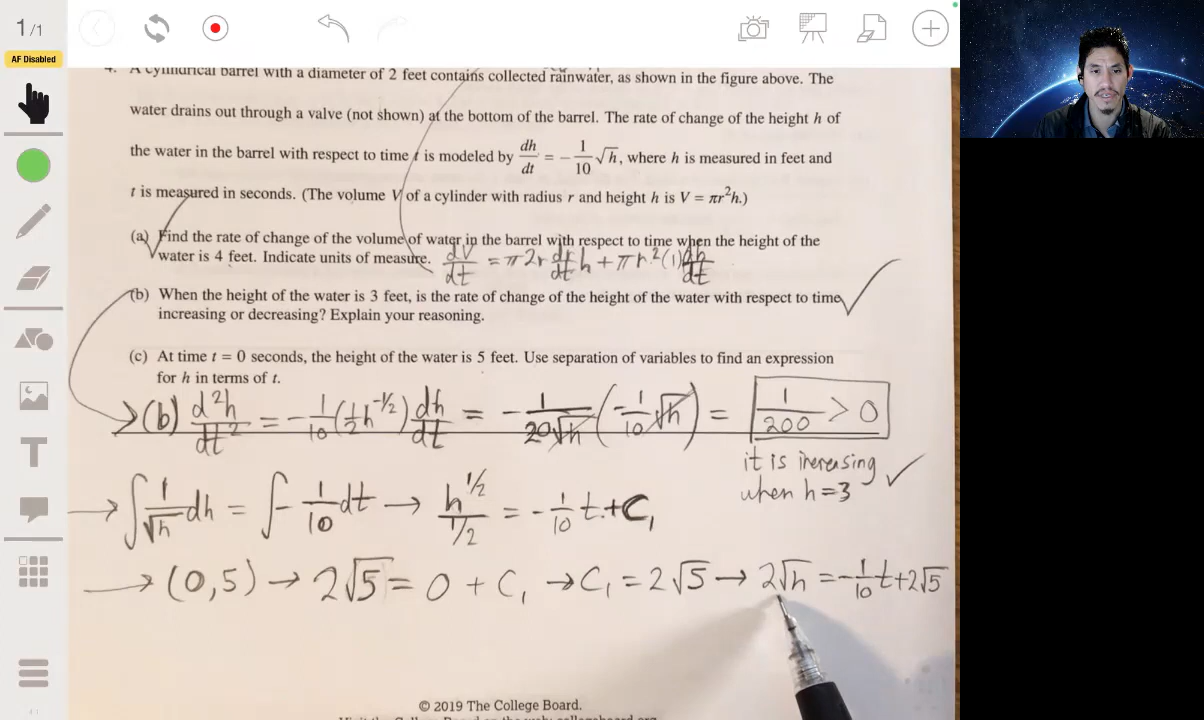 1/1
AF Disabled
4. A cylindrical barrel with a diameter of 2 feet contains collected rainwater, as shown in the figure above. The
water drains out through a valve (not shown) at the bottom of the barrel. The rate of change of the height h of
the water in the barrel with respect to time t is modeled by dh/dt = -1/10 √h, where h is measured in feet and
t is measured in seconds. (The volume V of a cylinder with radius r and height h is V = πr²h.)
(a) Find the rate of change of the volume of water in the barrel with respect to time when the height of the
water is 4 feet. Indicate units of measure. dV/dt = π2r dr/dt h + πr²(1) dh/dt
(b) When the height of the water is 3 feet, is the rate of change of the height of the water with respect to time
increasing or decreasing? Explain your reasoning.
(c) At time t = 0 seconds, the height of the water is 5 feet. Use separation of variables to find an expression
for h in terms of t.
(b) d²h/dt² = -1/10 (1/2 h^-1/2) dh/dt = -1/20√h (-1/10 √h) = 1/200 > 0
it is increasing
when h=3
→ ∫ 1/√h dh = ∫ -1/10 dt → h^1/2 / 1/2 = -1/10 t + C₁
→ (0,5) → 2√5 = 0 + C₁ → C₁ = 2√5 → 2√h = -1/10 t + 2√5
T
© 2019 The College Board.